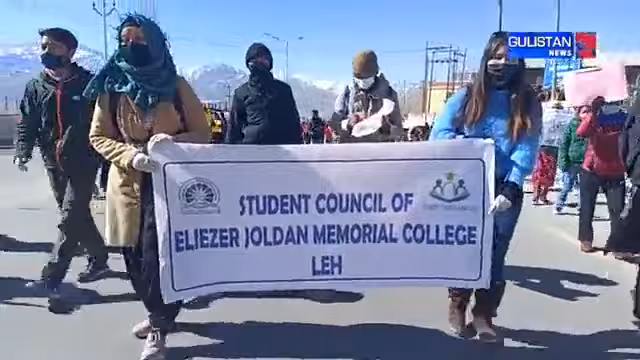 GULISTAN
NEWS
STUDENT COUNCIL OF
ELIEZER JOLDAN MEMORIAL COLLEGE
LEH